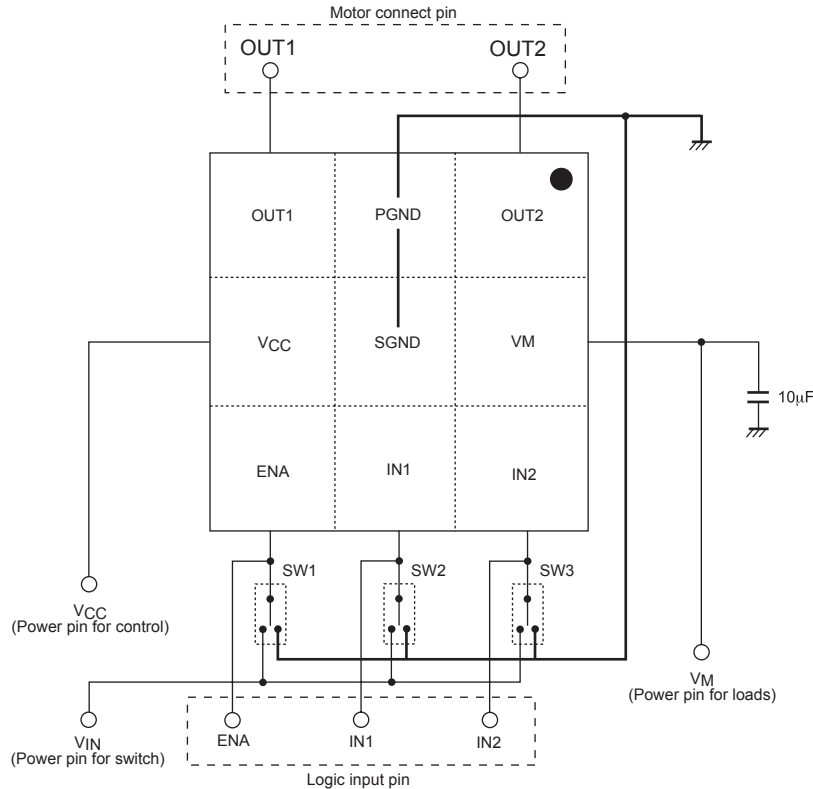 Motor connect pin
OUT1 OUT2
OUT1 PGND OUT2
VCC SGND VM
10μF
ENA IN1 IN2
SW1 SW2 SW3
VCC
(Power pin for control)
VM
(Power pin for loads)
VIN
(Power pin for switch)
ENA IN1 IN2
Logic input pin